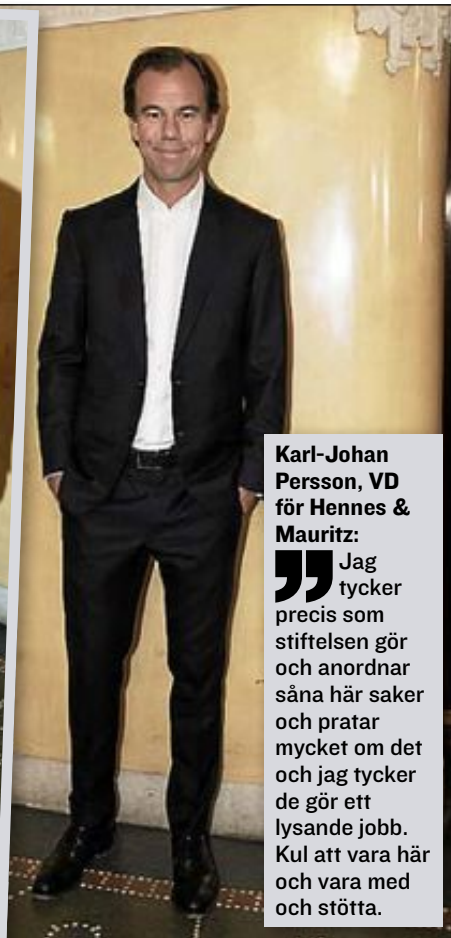 Karl-Johan
Persson, VD
för Hennes &
Mauritz:
”Jag
tycker
precis som
stiftelsen gör
och anordnar
såna här saker
och pratar
mycket om det
och jag tycker
de gör ett
lysande jobb.
Kul att vara här
och vara med
och stötta.